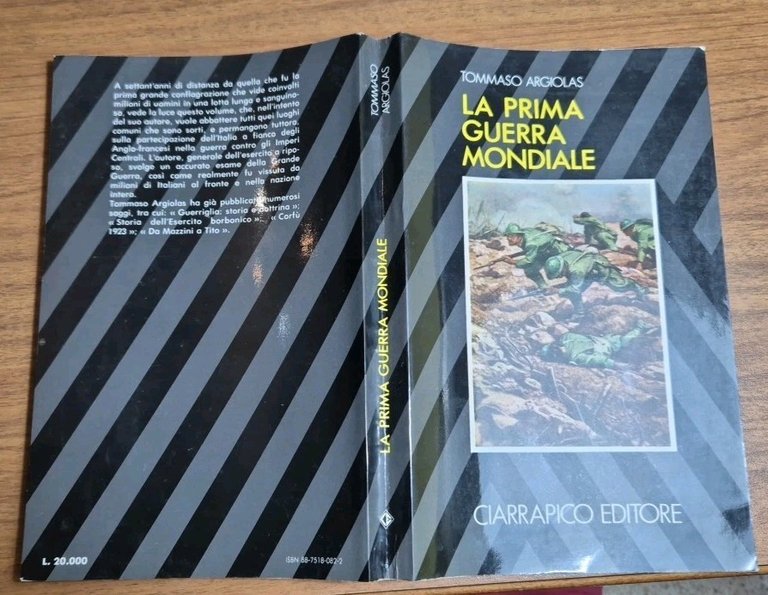 A settant'anni di distanza da quella che fu la
prima grande conflagrazione che vide coinvolti
milioni di uomini in una lotta lunga e sanguino-
sa, vede la luce questo volume, che, nell'intento
del suo autore, vuole abbattere tutti quei luoghi
comuni che sono sorti, e permangono tuttora,
sulla partecipazione dell'Italia a fianco degli
Anglo-francesi nella guerra contro gli Imperi
Centrali. L'autore, generale dell'esercito a ripo-
so, svolge un accurato esame della Grande
Guerra, così come realmente fu vissuta da
milioni di Italiani al fronte e nella nazione
intera.
Tommaso Argiolas ha già pubblicato numerosi
saggi, tra cui: « Guerriglia: storia e dottrina »;
« Storia dell'Esercito borbonico »; « Corfù
1923 »; « Da Mazzini a Tito ».
L. 20.000
ISBN 88-7518-082-2
TOMMASO
ARGIOLAS
LA PRIMA GUERRA MONDIALE
TOMMASO ARGIOLAS
LA PRIMA
GUERRA
MONDIALE
CIARRAPICO EDITORE